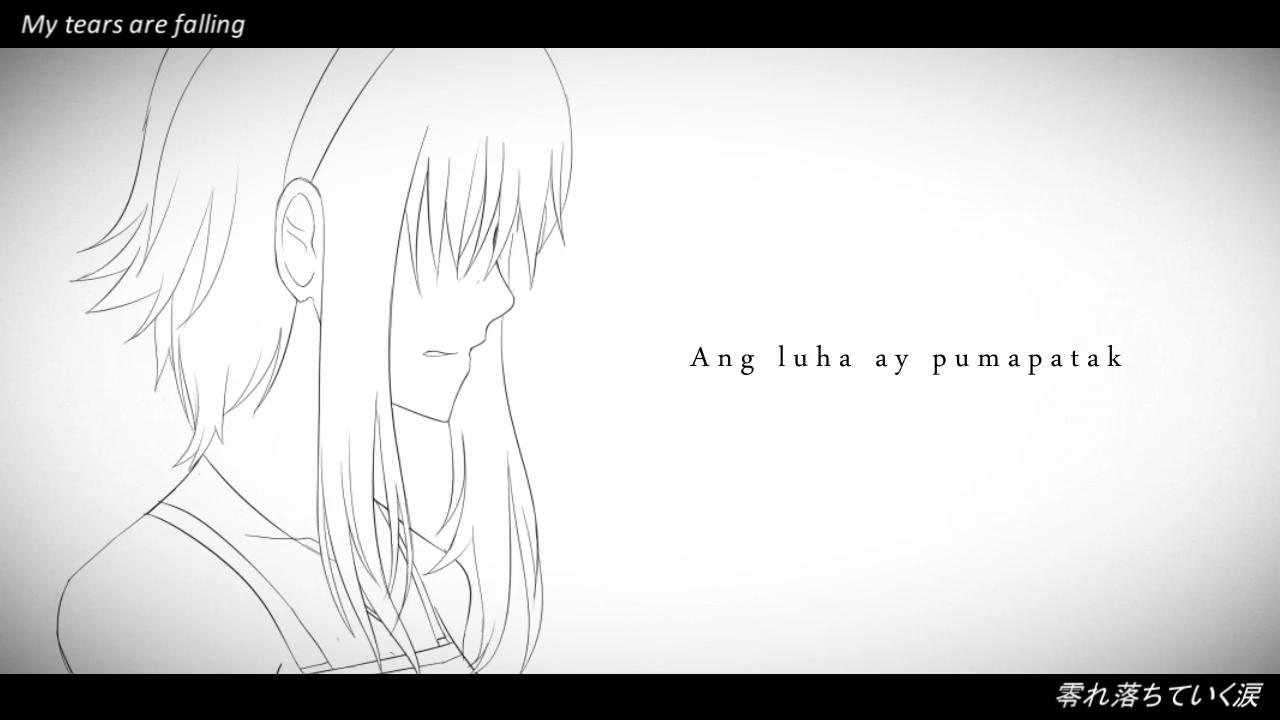 My tears are falling
Ang luha ay pumapatak
零れ落ちていく涙